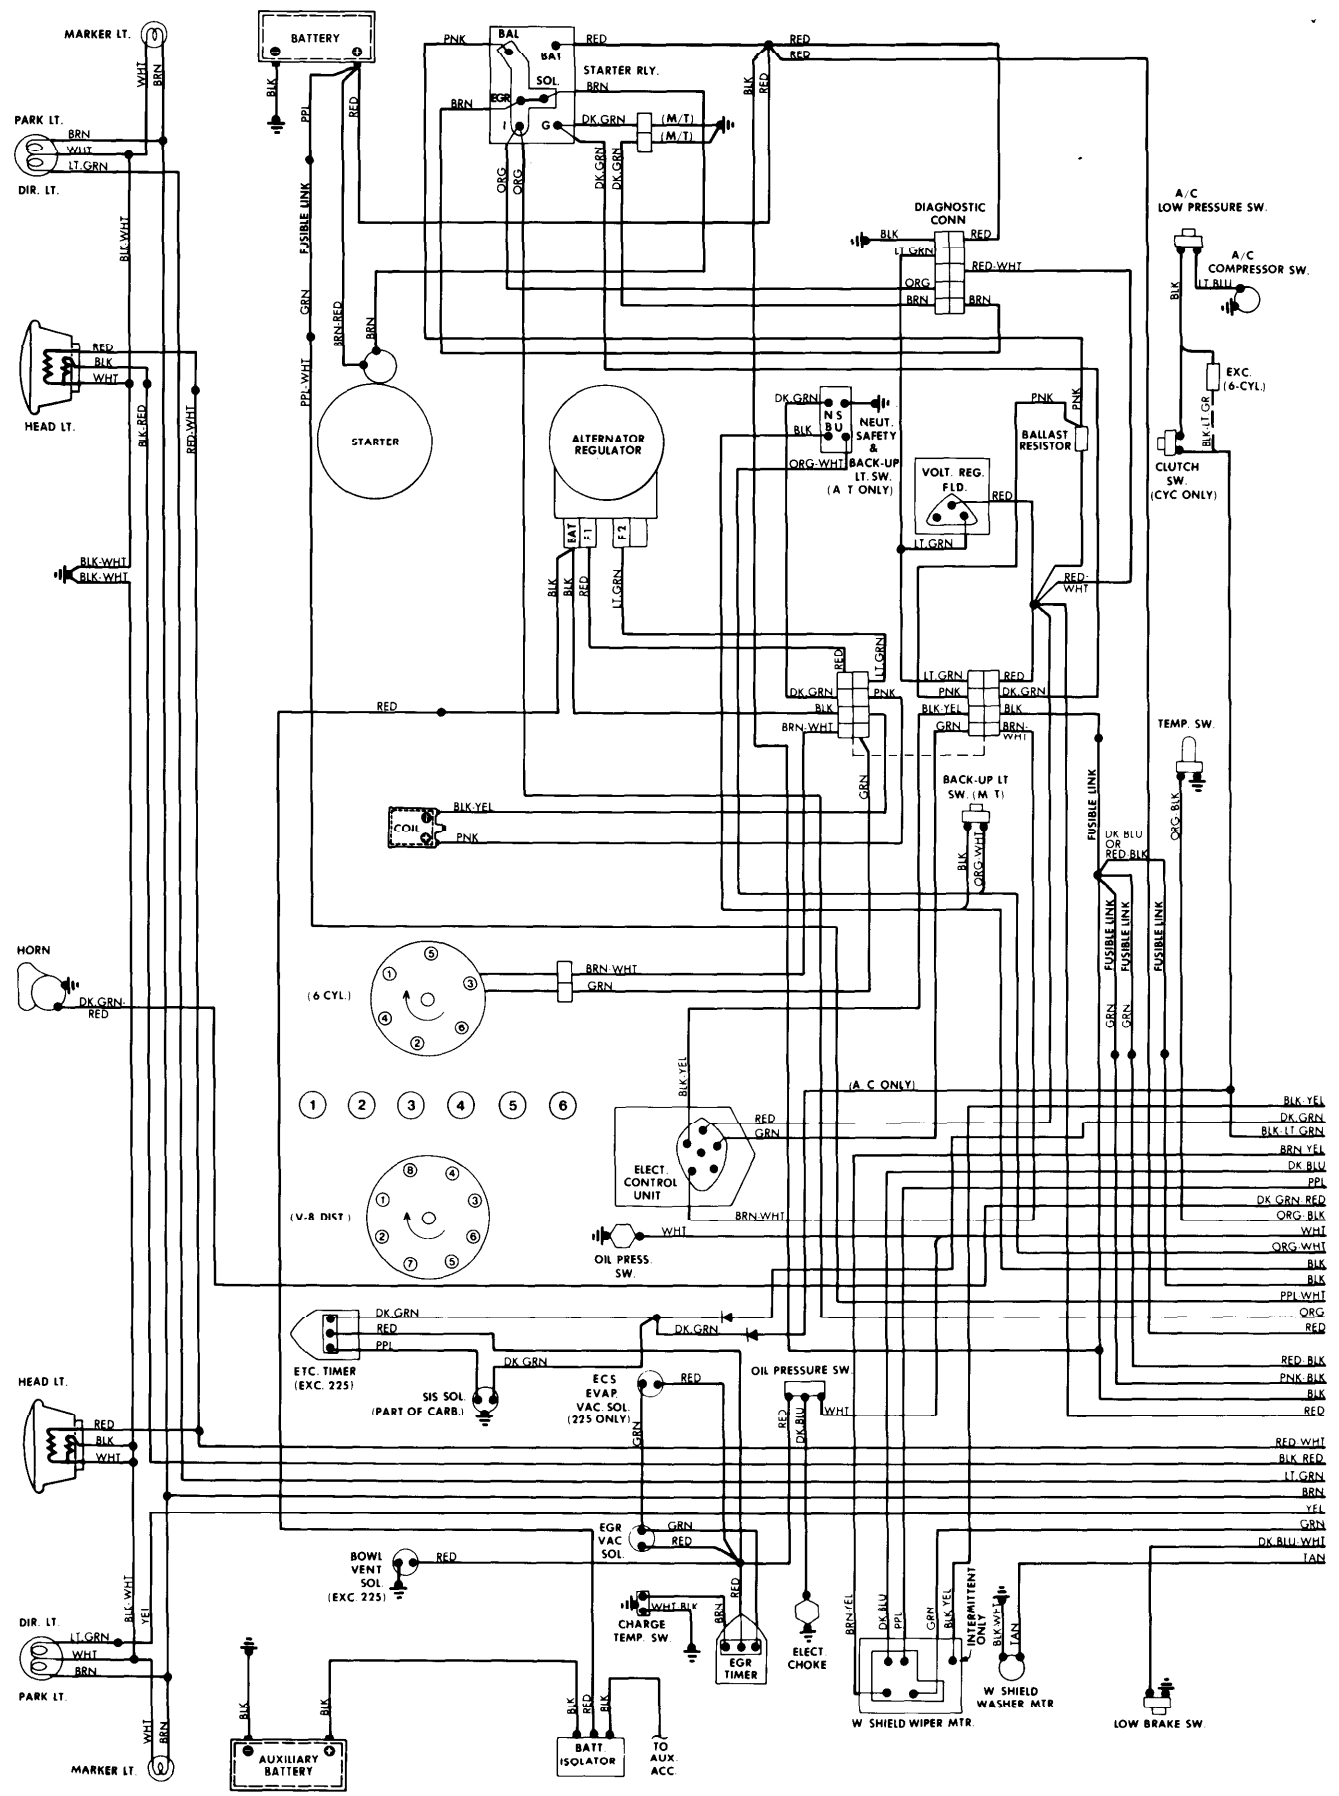 MARKER LT.
WHT
BRN
BATTERY
BLK
PPL
RED
PNK
BAL
BAT
RED
RED
RED
STARTER RLY.
SOL.
BRN
EGR
BRN
I
G
DK.GRN
(M/T)
(M/T)
BLK
RED
ORG
ORG
DK.GRN
DK.GRN
PARK LT.
BRN
WHT
LT.GRN
DIR. LT.
BLK-WHT
FUSIBLE LINK
GRN
PPL-WHT
BRN-RED
BRN
DIAGNOSTIC
CONN
BLK
RED
LT GRN
RED-WHT
ORG
BRN
BRN
A/C
LOW PRESSURE SW.
A/C
COMPRESSOR SW.
BLK
LT.BLU
EXC.
(6-CYL.)
BLK-LT GR
CLUTCH
SW.
(CYC ONLY)
RED
BLK
WHT
HEAD LT.
BLK-RED
RED-WHT
STARTER
ALTERNATOR
REGULATOR
F1
F2
DK.GRN
N S
B U
BLK
ORG-WHT
NEUT.
SAFETY
&
BACK-UP
LT. SW.
(A T ONLY)
PNK
PNK
BALLAST
RESISTOR
VOLT. REG.
FLD.
RED
LT.GRN
RED-
WHT
BLK-WHT
BLK-WHT
BLK
BLK
RED
LT.GRN
RED
LT.GRN
DK.GRN
PNK
BLK
BRN-WHT
GRN
LT.GRN
RED
PNK
DK.GRN
BLK-YEL
BLK
GRN
BRN-
WHT
RED
TEMP. SW.
ORG-BLK
BACK-UP LT
SW. (M T)
BLK
ORG-WHT
FUSIBLE LINK
DK BLU
OR
RED BLK
FUSIBLE LINK
FUSIBLE LINK
FUSIBLE LINK
GRN
GRN
COIL
BLK-YEL
PNK
HORN
DK.GRN-
RED
(6 CYL.)
5
1
3
4
6
2
BRN-WHT
GRN
1 2 3 4 5 6
BLK-YEL
(A C ONLY)
RED
GRN
ELECT.
CONTROL
UNIT
BRN-WHT
(V-8 DIST.)
8
4
1
3
2
6
7
5
WHT
OIL PRESS.
SW.
BLK-YEL
DK.GRN
BLK-LT GRN
BRN YEL
DK BLU
PPL
DK GRN RED
ORG-BLK
WHT
ORG-WHT
BLK
BLK
PPL WHT
ORG
RED
RED-BLK
PNK-BLK
BLK
RED
RED-WHT
BLK RED
LT.GRN
BRN
YEL
GRN
DK.BLU-WHT
TAN
DK.GRN
RED
PPL
DK.GRN
ETC. TIMER
(EXC. 225)
DK GRN
SIS SOL.
(PART OF CARB.)
ECS
EVAP.
VAC. SOL.
(225 ONLY)
RED
GRN
OIL PRESSURE SW.
RED
DK.BLU
WHT
HEAD LT.
RED
BLK
WHT
EGR
VAC
SOL.
GRN
RED
BOWL
VENT
SOL.
(EXC. 225)
RED
WHT BLK
CHARGE
TEMP. SW.
BRN
RED
EGR
TIMER
ELECT.
CHOKE
BRN-YEL
DK.BLU
PPL
GRN
BLK YEL
INTERMITTENT
ONLY
W SHIELD WIPER MTR.
BLK-WHT
TAN
W SHIELD
WASHER MTR
LOW BRAKE SW.
BLK-WHT
YEL
DIR. LT.
LT.GRN
WHT
BRN
PARK LT.
WHT
BRN
MARKER LT.
BLK
BLK
AUXILIARY
BATTERY
BLK
RED
BLK
BATT.
ISOLATOR
TO
AUX.
ACC.